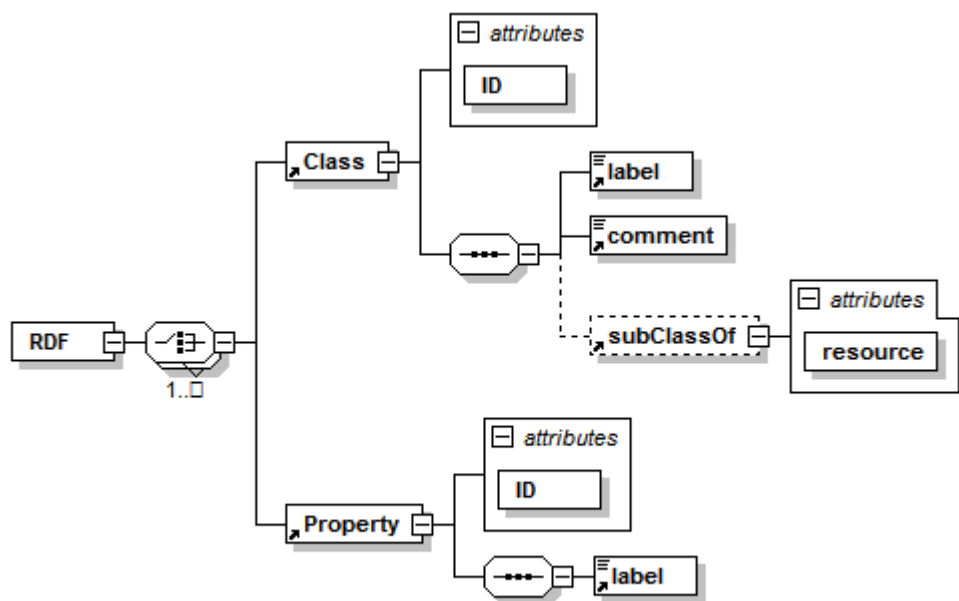 attributes
ID
Class
label
comment
attributes
RDF
subClassOf
resource
1..□
attributes
ID
Property
label